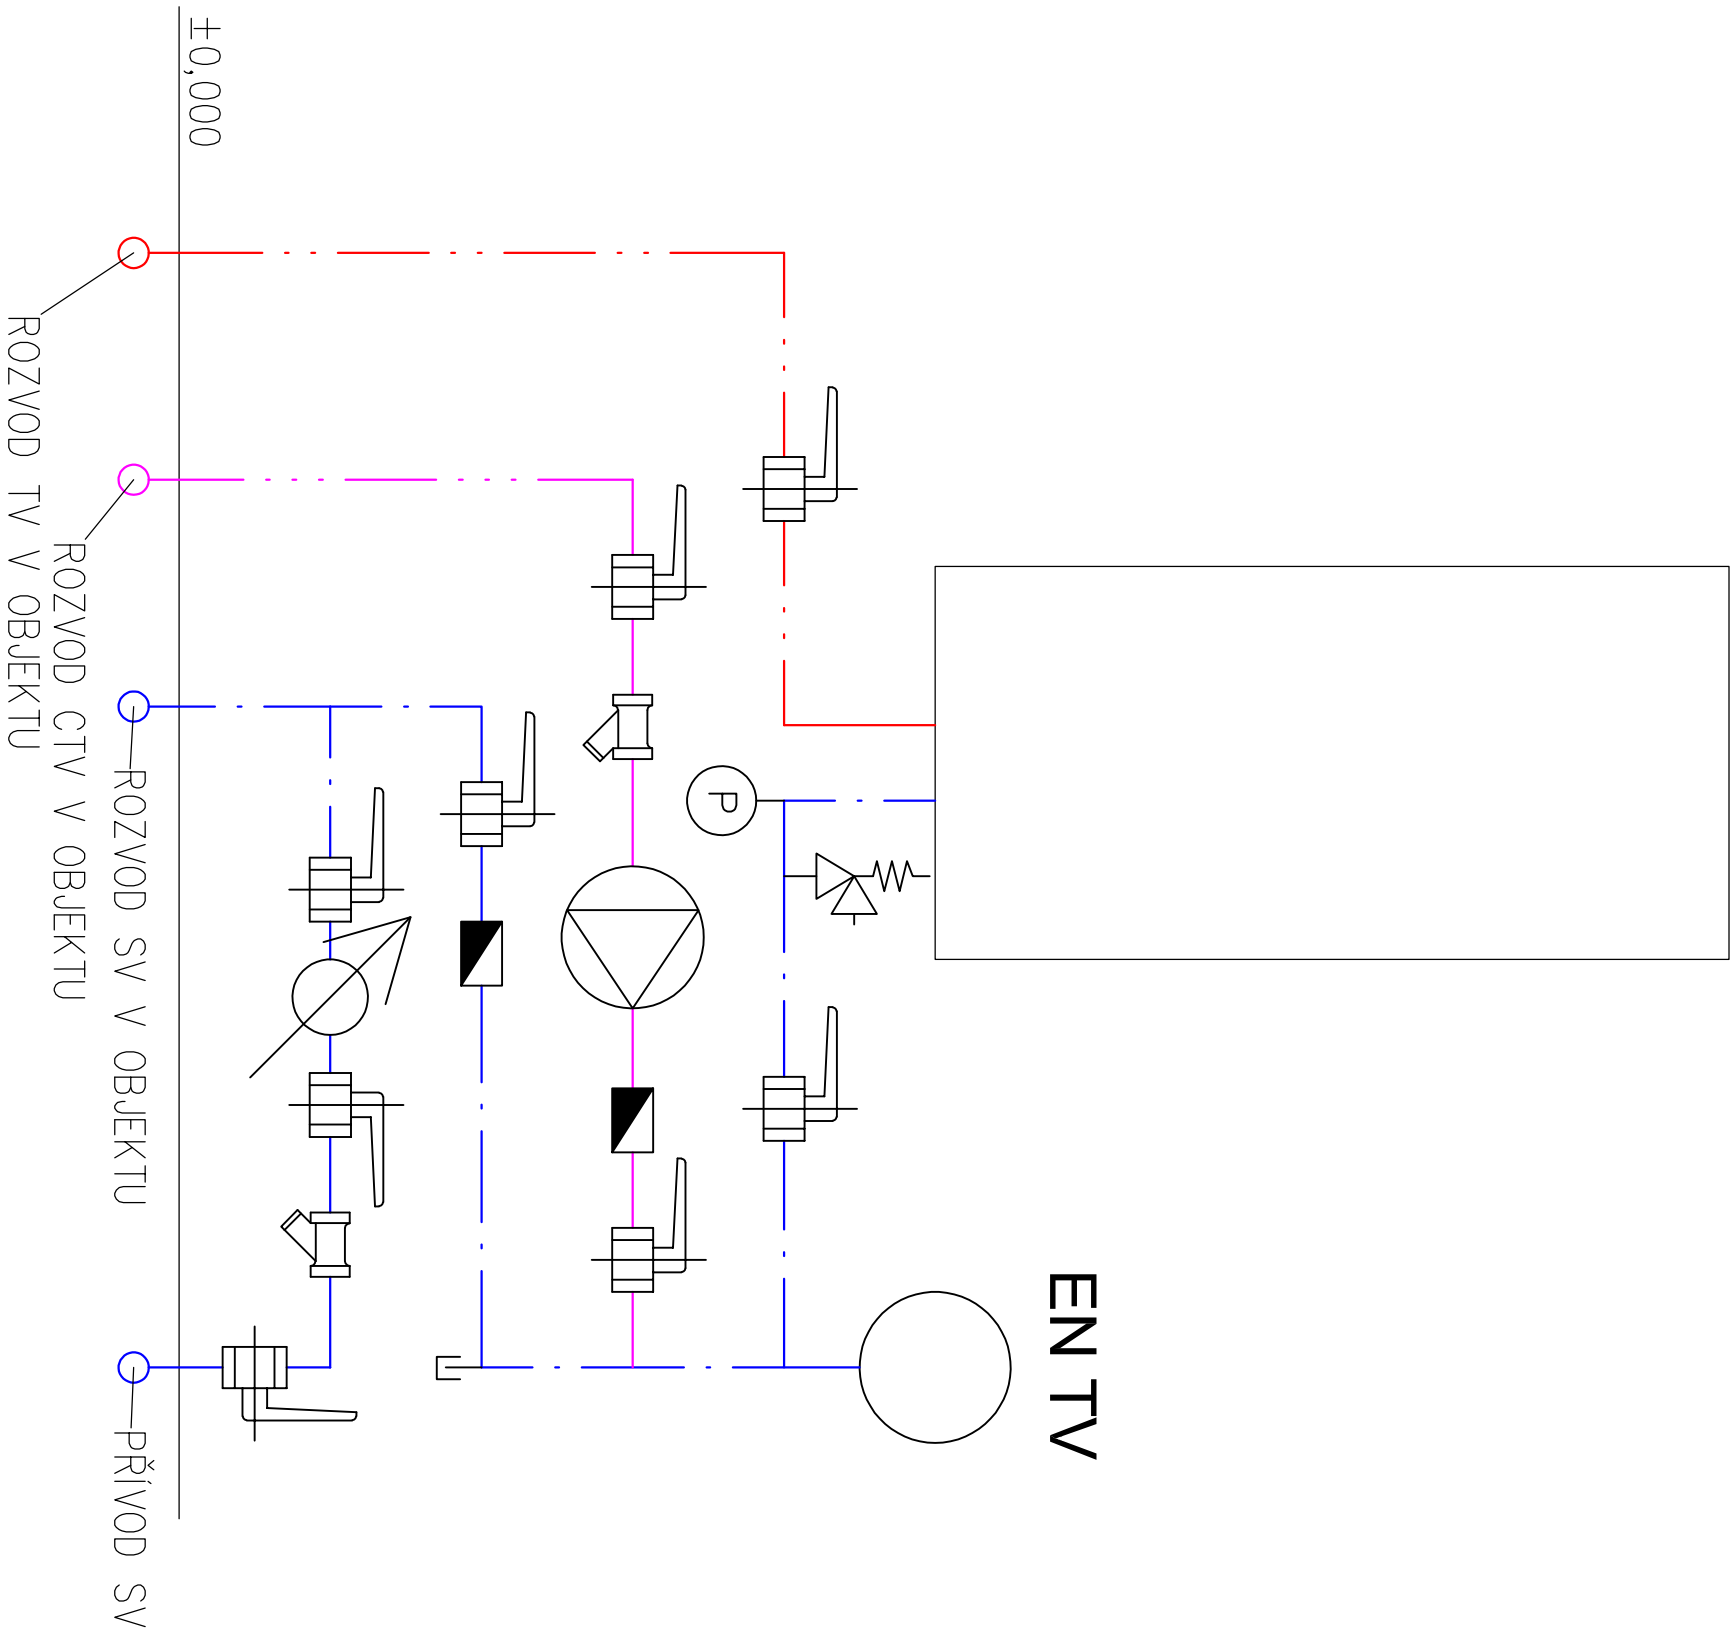 EN TV
P
±0,000
PŘÍVOD SV
ROZVOD SV V OBJEKTU
ROZVOD CTV V OBJEKTU
ROZVOD TV V OBJEKTU